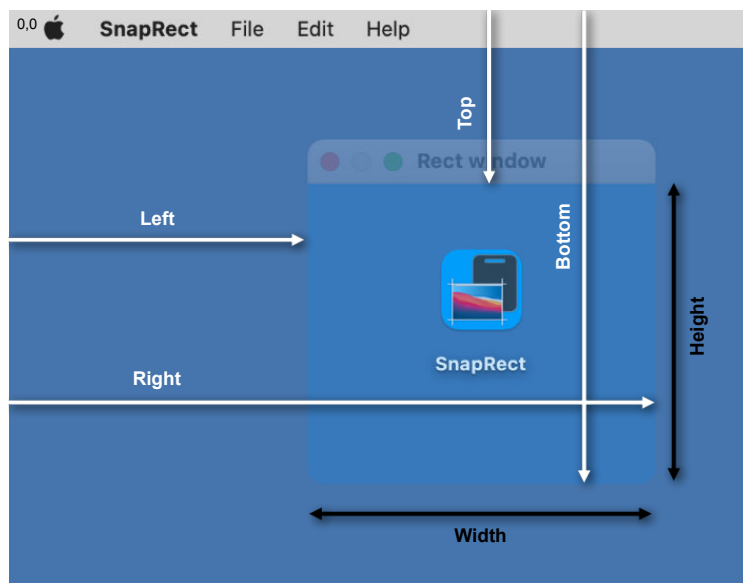 0,0 SnapRect File Edit Help
Top
Rect window
Left
Bottom
Height
SnapRect
Right
Width